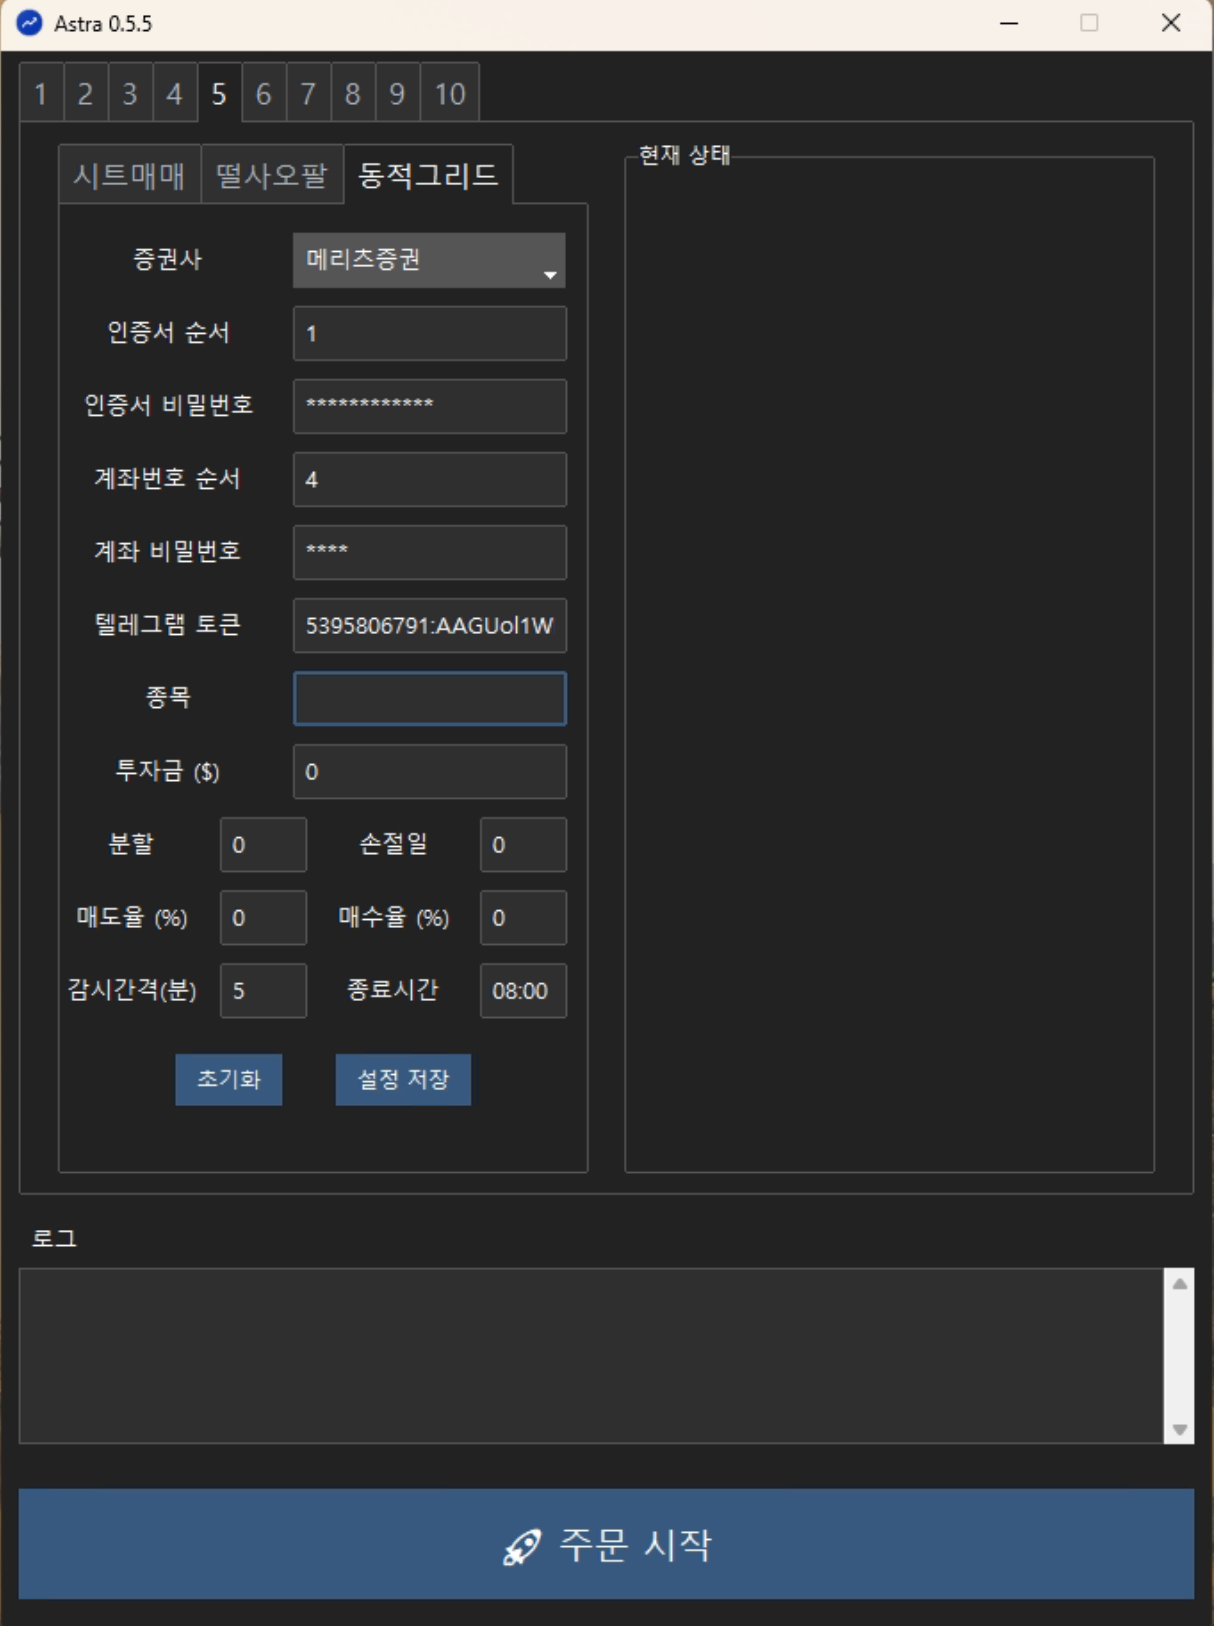 Astra 0.5.5
1 2 3 4 5 6 7 8 9 10
시트매매 떨사오팔 동적그리드
현재 상태
증권사 메리츠증권
인증서 순서 1
인증서 비밀번호 ************
계좌번호 순서 4
계좌 비밀번호 ****
텔레그램 토큰 5395806791:AAGUol1W
종목
투자금 ($) 0
분할 0 손절일 0
매도율 (%) 0 매수율 (%) 0
감시간격(분) 5 종료시간 08:00
초기화 설정 저장
로그
주문 시작